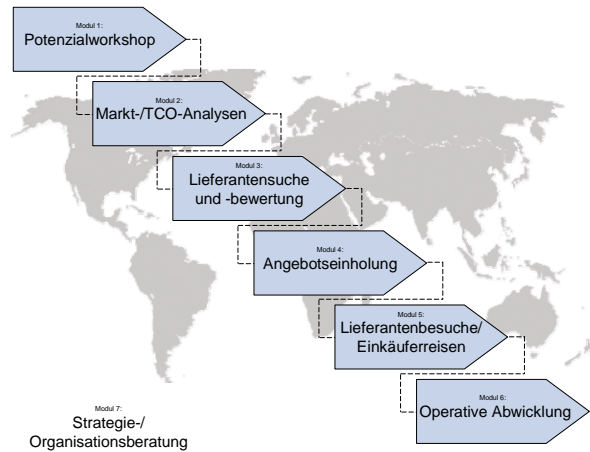 Modul 1:
Potenzialworkshop
Modul 2:
Markt-/TCO-Analysen
Modul 3:
Lieferantensuche
und -bewertung
Modul 4:
Angebotseinholung
Modul 5:
Lieferantenbesuche/
Einkäuferreisen
Modul 6:
Operative Abwicklung
Modul 7:
Strategie-/
Organisationsberatung